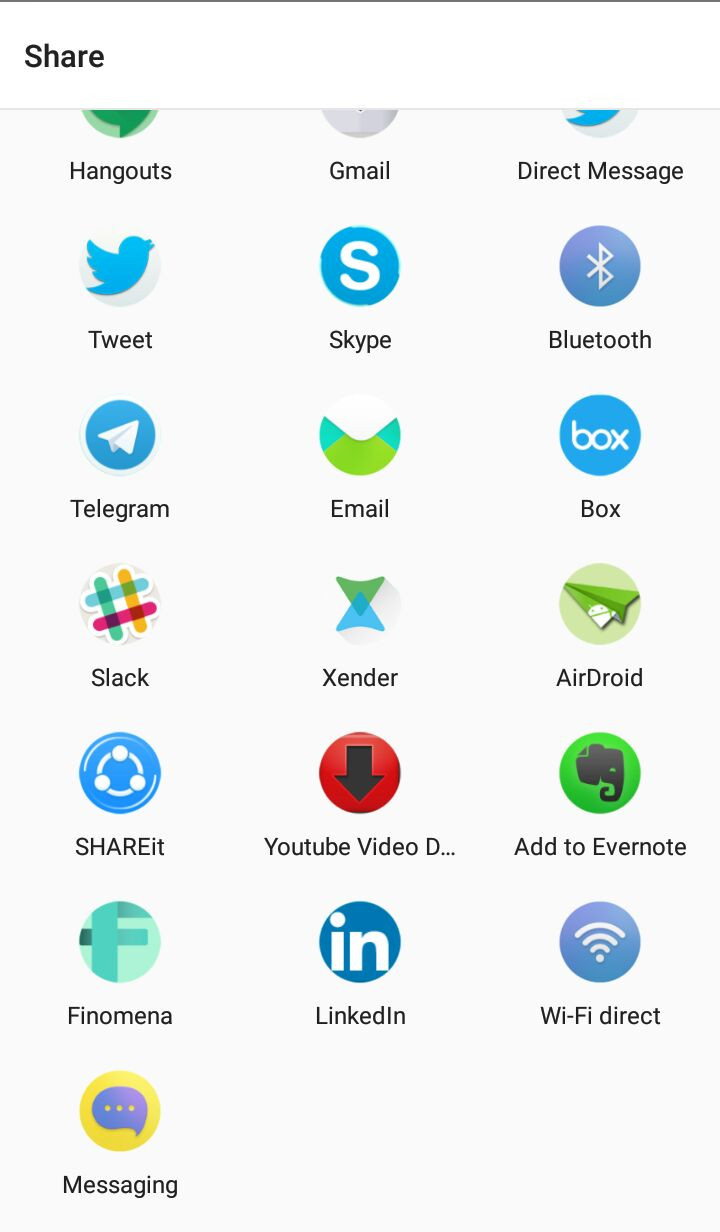 Share
Hangouts
Gmail
Direct Message
Tweet
S
Skype
Bluetooth
Telegram
Email
box
Box
Slack
Xender
AirDroid
SHAREit
Youtube Video D...
Add to Evernote
F
Finomena
in
LinkedIn
Wi-Fi direct
Messaging